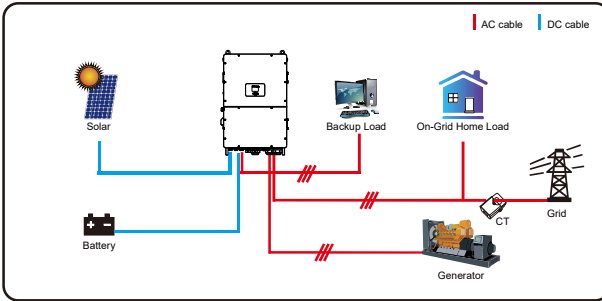 AC cable
DC cable
Solar
Backup Load
On-Grid Home Load
Battery
CT
Grid
Generator